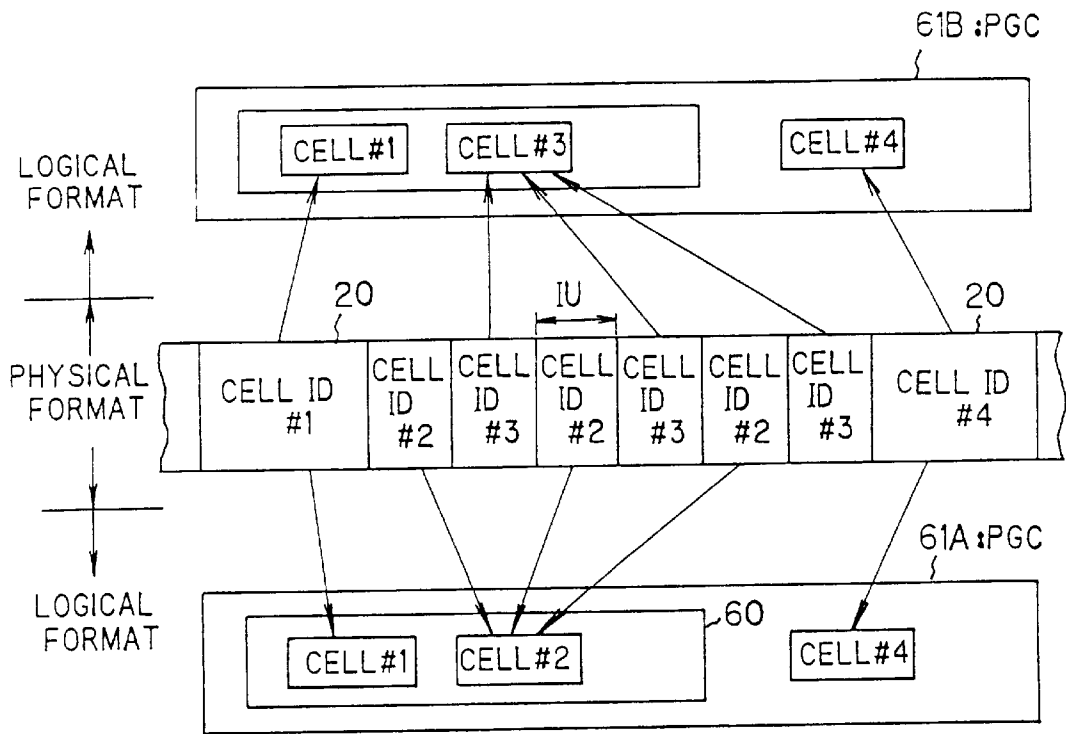 61B :PGC
CELL#1
CELL#3
CELL#4
LOGICAL
FORMAT
20
IU
20
PHYSICAL
FORMAT
CELL ID
#1
CELL
ID
#2
CELL
ID
#3
CELL
ID
#2
CELL
ID
#3
CELL
ID
#2
CELL
ID
#3
CELL ID
#4
61A :PGC
LOGICAL
FORMAT
60
CELL#1
CELL#2
CELL#4